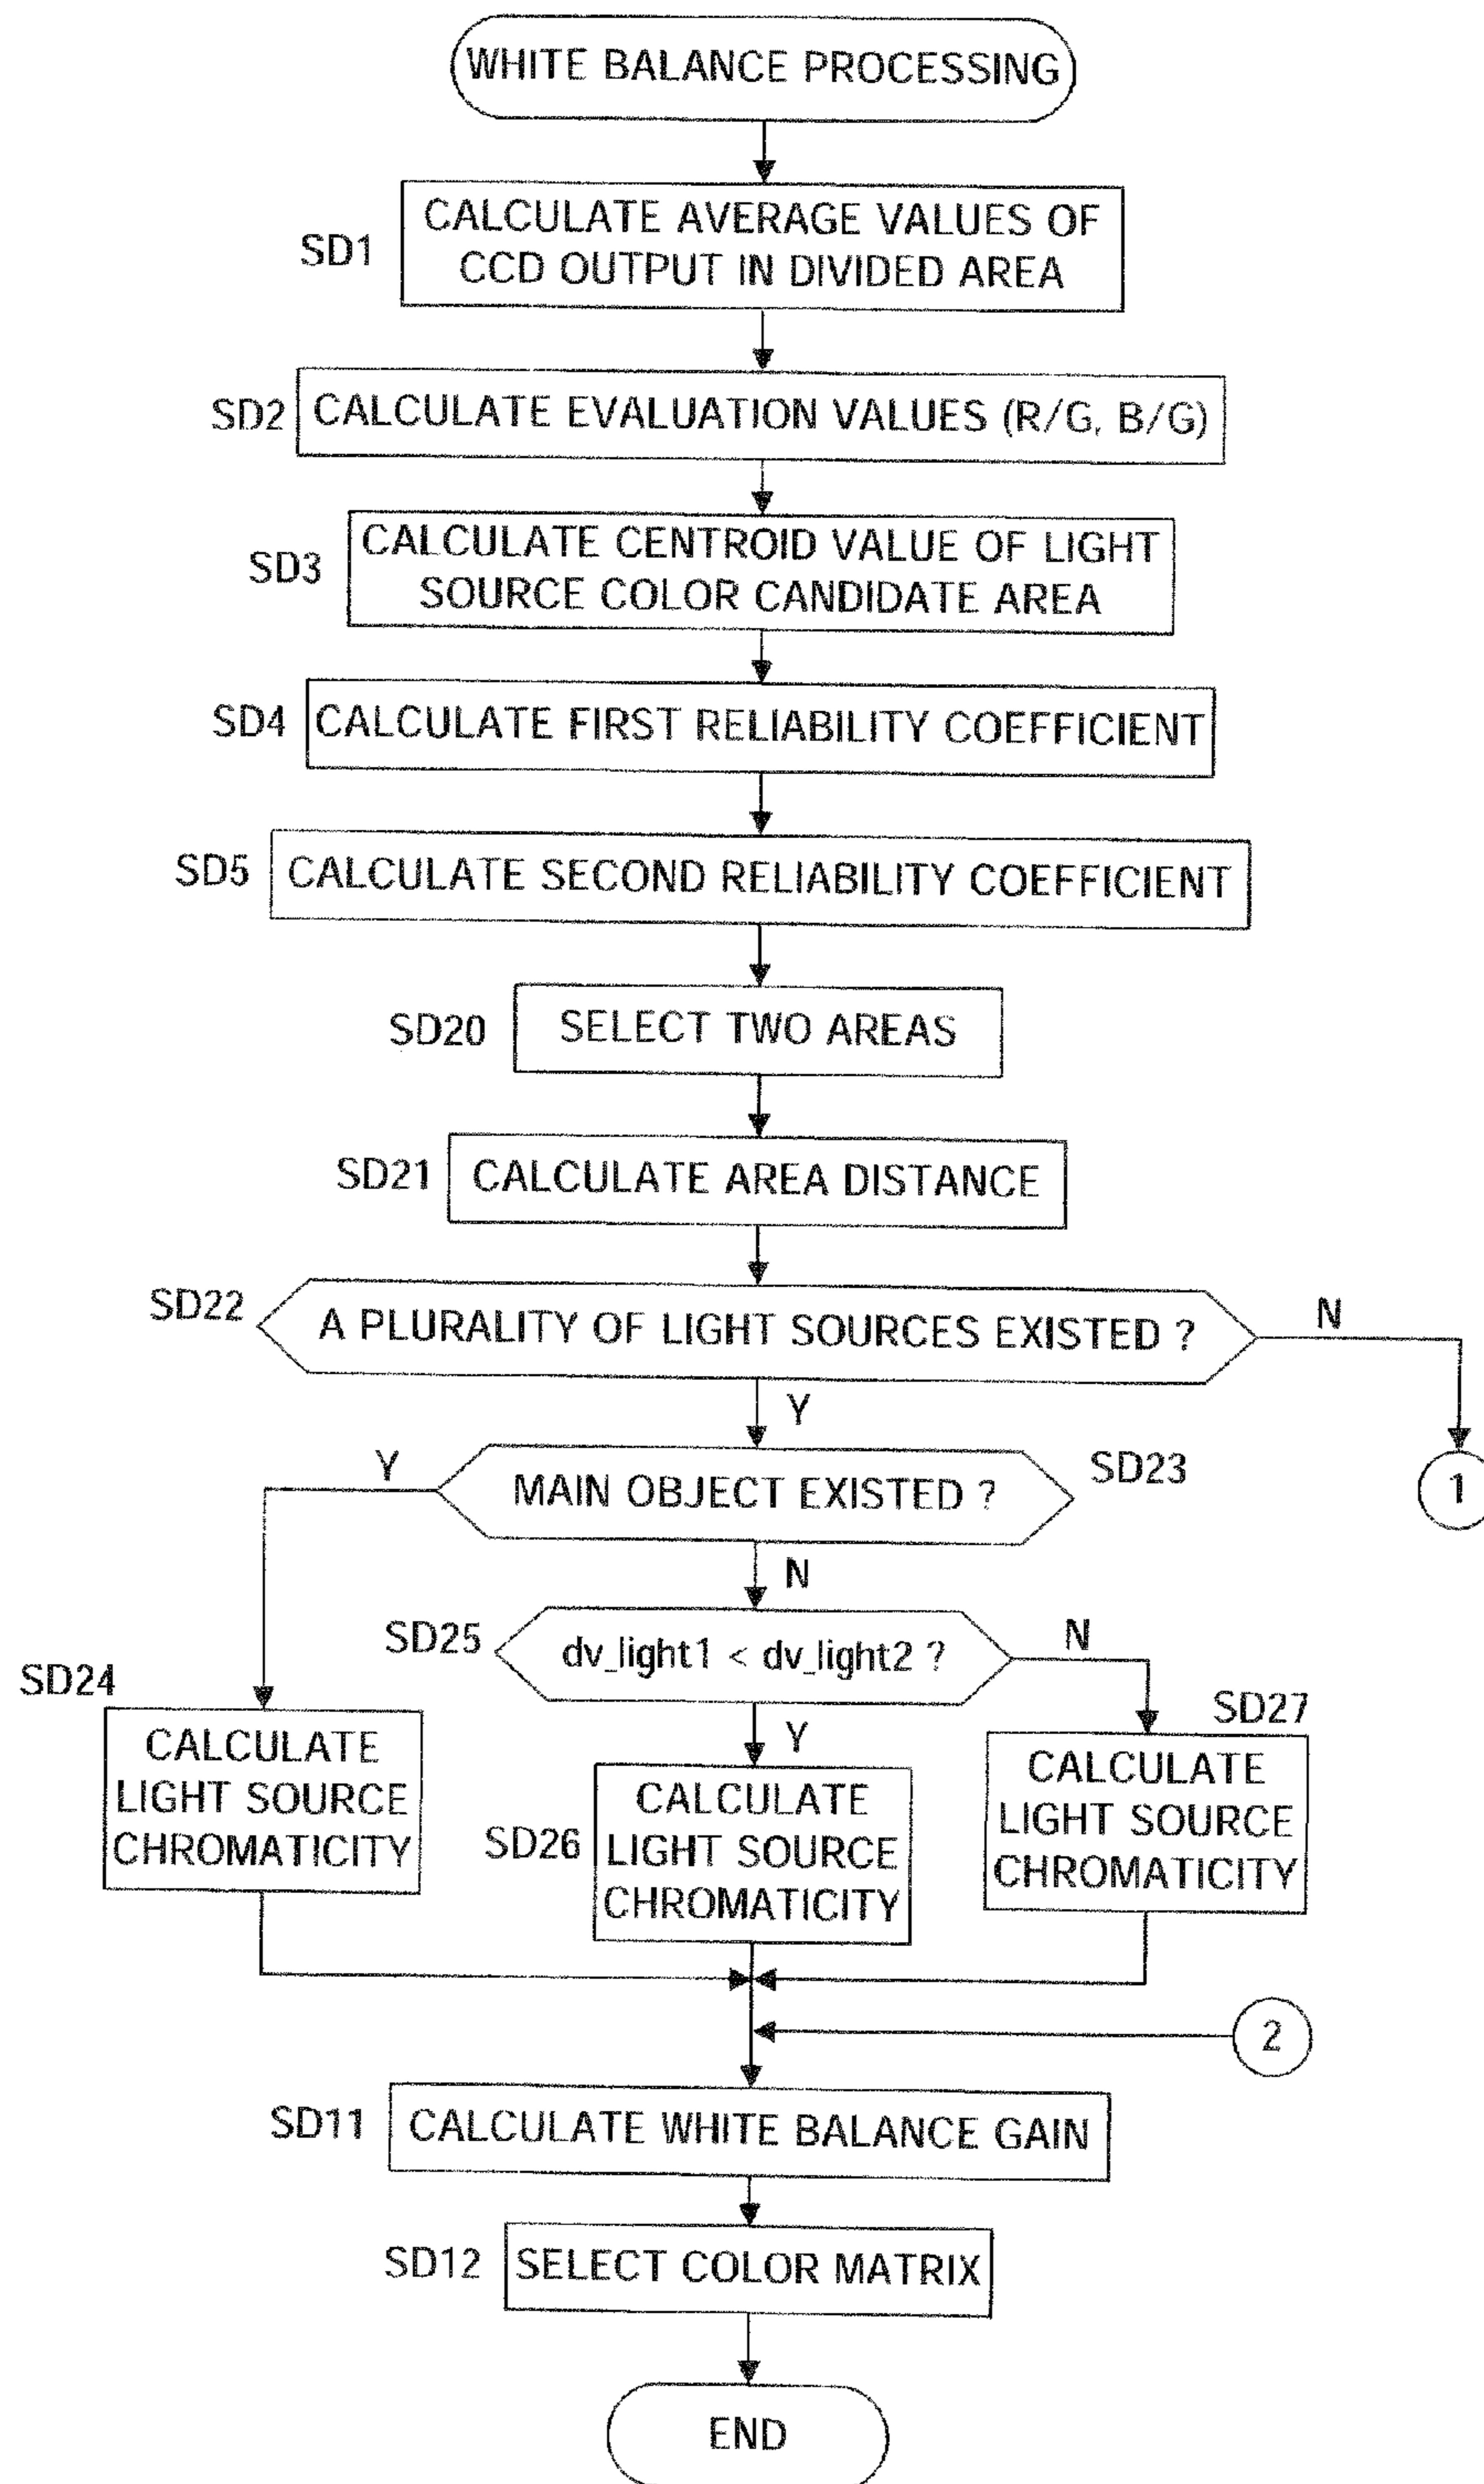 WHITE BALANCE PROCESSING
SD1
CALCULATE AVERAGE VALUES OF
CCD OUTPUT IN DIVIDED AREA
SD2
CALCULATE EVALUATION VALUES (R/G, B/G)
SD3
CALCULATE CENTROID VALUE OF LIGHT
SOURCE COLOR CANDIDATE AREA
SD4
CALCULATE FIRST RELIABILITY COEFFICIENT
SD5
CALCULATE SECOND RELIABILITY COEFFICIENT
SD20
SELECT TWO AREAS
SD21
CALCULATE AREA DISTANCE
SD22
A PLURALITY OF LIGHT SOURCES EXISTED ?
N
Y
1
Y
MAIN OBJECT EXISTED ?
SD23
N
SD25
dv_light1 < dv_light2 ?
N
SD24
CALCULATE
LIGHT SOURCE
CHROMATICITY
Y
SD26
CALCULATE
LIGHT SOURCE
CHROMATICITY
SD27
CALCULATE
LIGHT SOURCE
CHROMATICITY
2
SD11
CALCULATE WHITE BALANCE GAIN
SD12
SELECT COLOR MATRIX
END